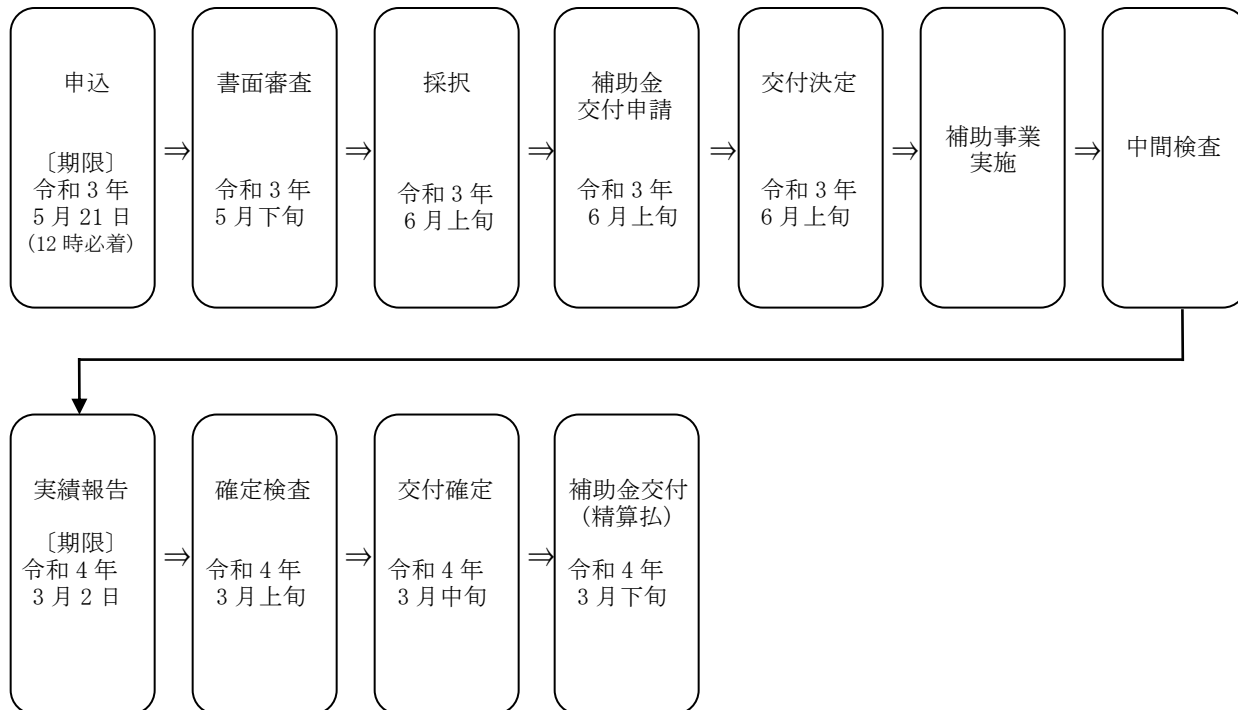 申込
〔期限〕
令和3年
5月21日
(12時必着)
⇒
書面審査
令和3年
5月下旬
⇒
採択
令和3年
6月上旬
⇒
補助金
交付申請
令和3年
6月上旬
⇒
交付決定
令和3年
6月上旬
⇒
補助事業
実施
⇒
中間検査
実績報告
〔期限〕
令和4年
3月2日
⇒
確定検査
令和4年
3月上旬
⇒
交付確定
令和4年
3月中旬
⇒
補助金交付
(精算払)
令和4年
3月下旬